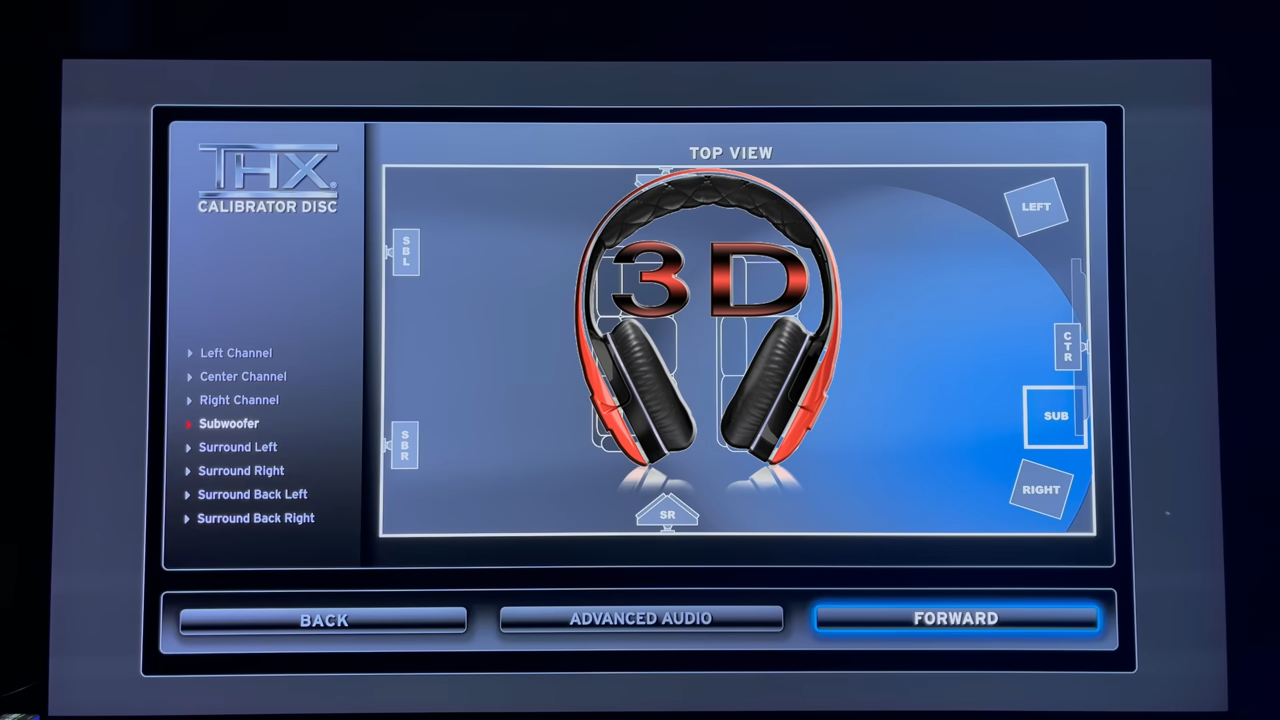 THX.
CALIBRATOR DISC
TOP VIEW
LEFT
SBL
3D
CTR
Left Channel
Center Channel
Right Channel
Subwoofer
Surround Left
Surround Right
Surround Back Left
Surround Back Right
SUB
SBR
RIGHT
SR
BACK
ADVANCED AUDIO
FORWARD